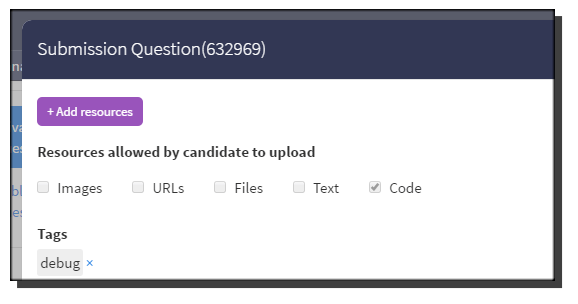 Submission Question(632969)
+ Add resources
Resources allowed by candidate to upload
Images URLs Files Text Code
Tags
debug ×